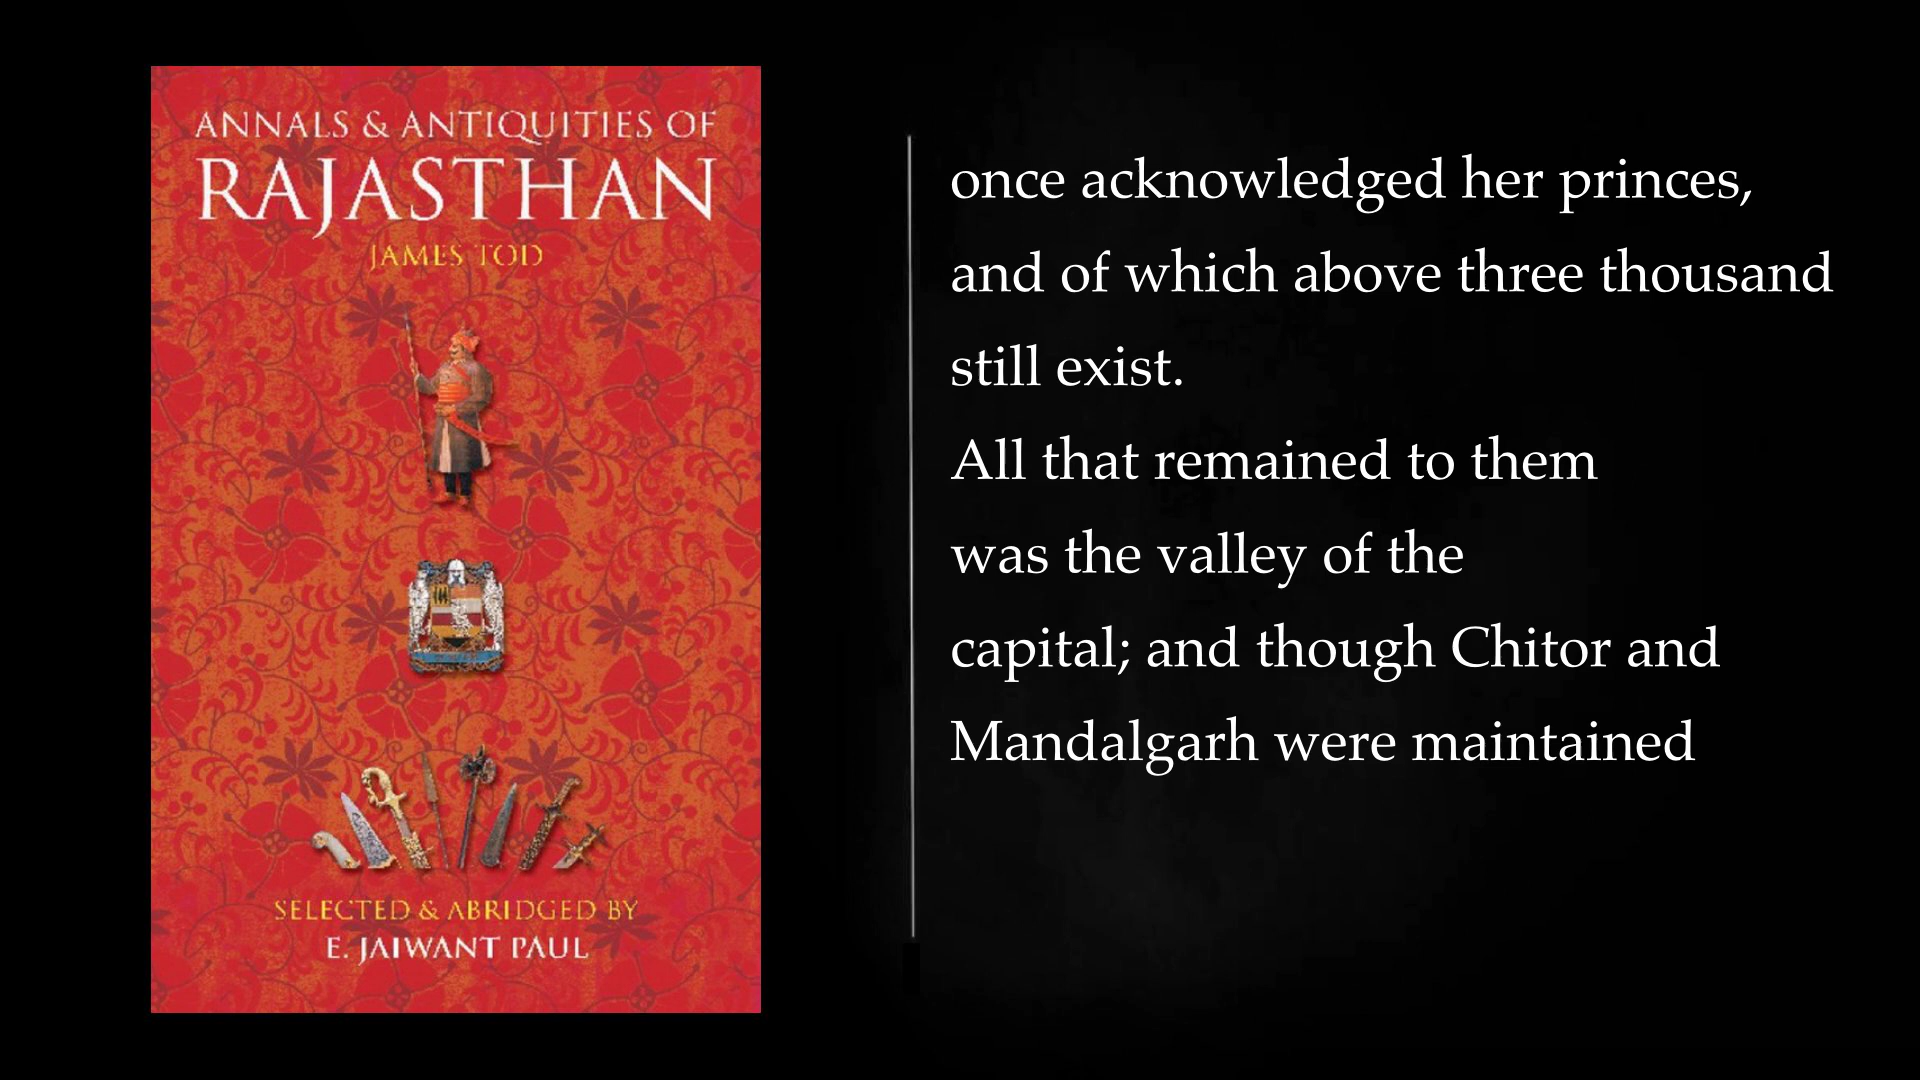 ANNALS & ANTIQUITIES OF
RAJASTHAN
JAMES TOD
SELECTED & ABRIDGED BY
E. JAIWANT PAUL
once acknowledged her princes,
and of which above three thousand
still exist.
All that remained to them
was the valley of the
capital; and though Chitor and
Mandalgarh were maintained